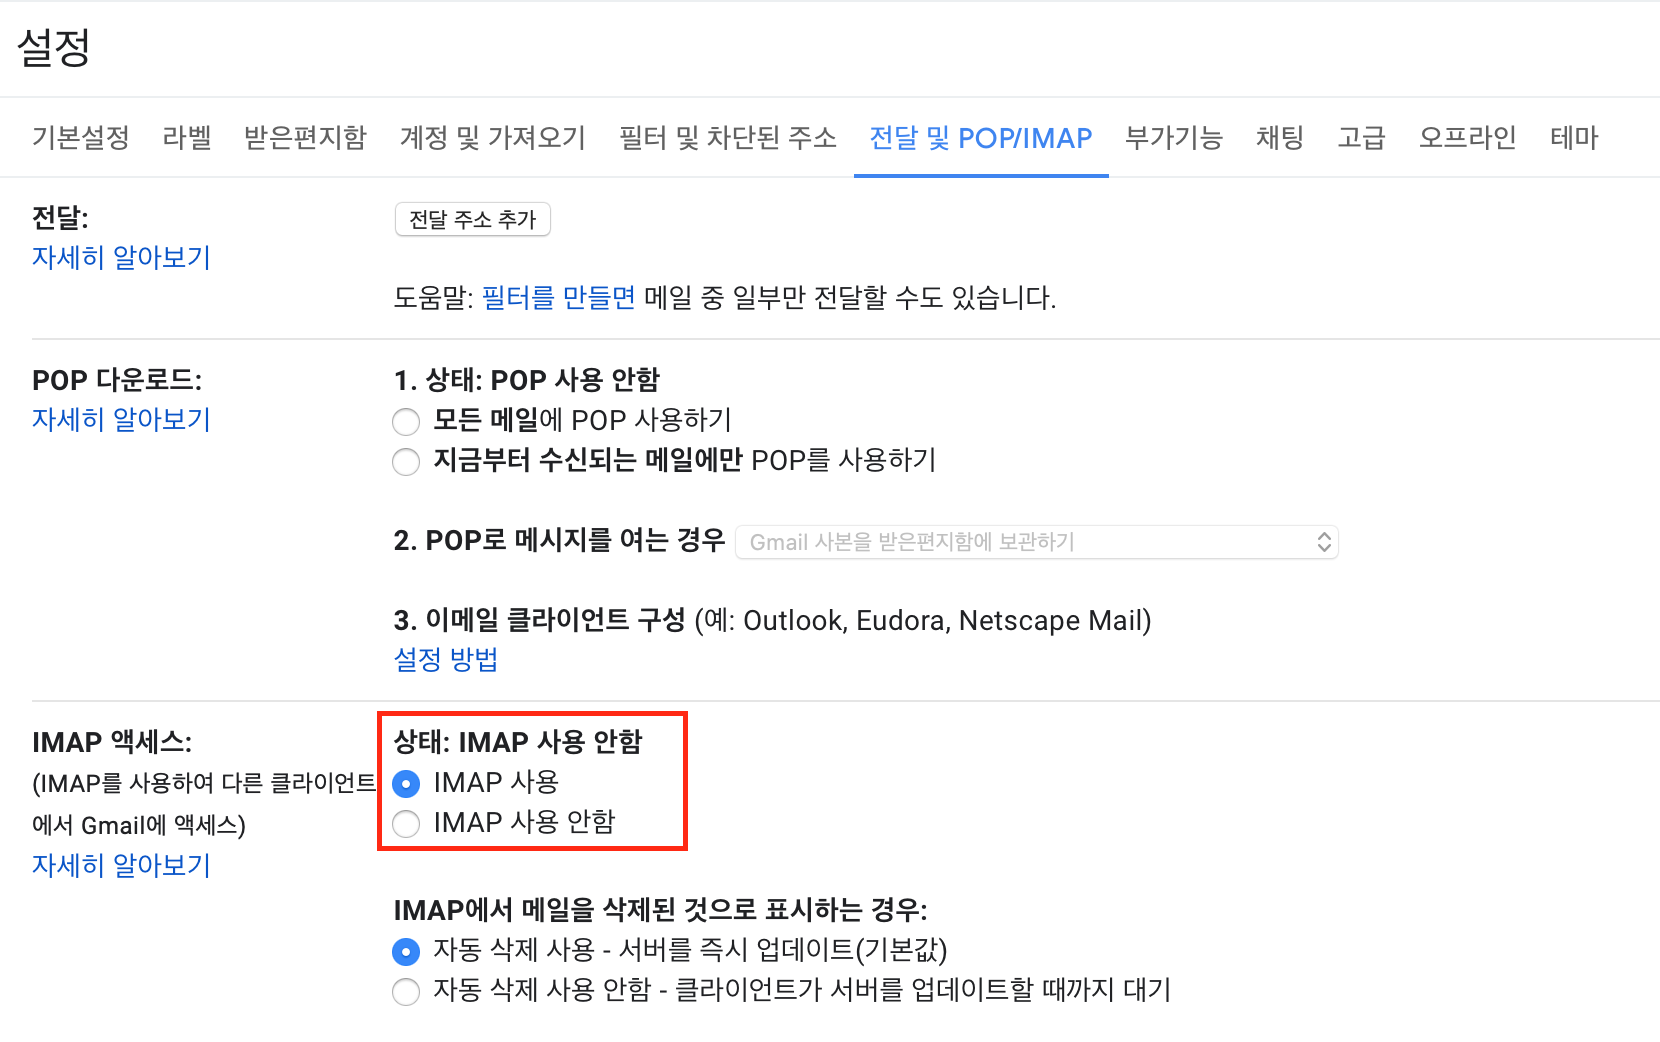 설정
기본설정 라벨 받은편지함 계정 및 가져오기 필터 및 차단된 주소 전달 및 POP/IMAP 부가기능 채팅 고급 오프라인 테마
전달:
자세히 알아보기
전달 주소 추가
도움말: 필터를 만들면 메일 중 일부만 전달할 수도 있습니다.
POP 다운로드:
자세히 알아보기
1. 상태: POP 사용 안함
모든 메일에 POP 사용하기
지금부터 수신되는 메일에만 POP를 사용하기
2. POP로 메시지를 여는 경우 Gmail 사본을 받은편지함에 보관하기
3. 이메일 클라이언트 구성 (예: Outlook, Eudora, Netscape Mail)
설정 방법
IMAP 액세스:
(IMAP를 사용하여 다른 클라이언트
에서 Gmail에 액세스)
자세히 알아보기
상태: IMAP 사용 안함
IMAP 사용
IMAP 사용 안함
IMAP에서 메일을 삭제된 것으로 표시하는 경우:
자동 삭제 사용 - 서버를 즉시 업데이트(기본값)
자동 삭제 사용 안함 - 클라이언트가 서버를 업데이트할 때까지 대기